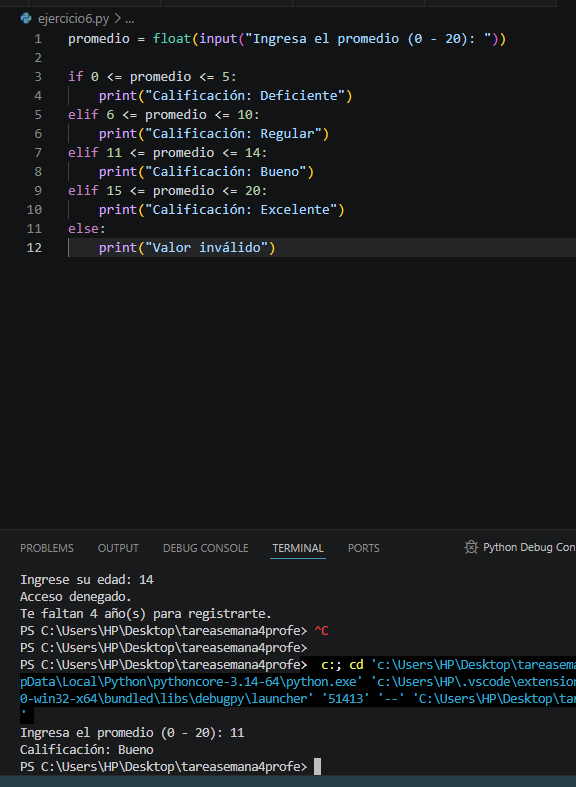 ejercicio6.py > ...
1 promedio = float(input("Ingresa el promedio (0 - 20): "))
2
3 if 0 <= promedio <= 5:
4     print("Calificación: Deficiente")
5 elif 6 <= promedio <= 10:
6     print("Calificación: Regular")
7 elif 11 <= promedio <= 14:
8     print("Calificación: Bueno")
9 elif 15 <= promedio <= 20:
10     print("Calificación: Excelente")
11 else:
12     print("Valor inválido")
PROBLEMS OUTPUT DEBUG CONSOLE TERMINAL PORTS Python Debug Con
Ingrese su edad: 14
Acceso denegado.
Te faltan 4 año(s) para registrarte.
PS C:\Users\HP\Desktop\tareasemana4profe> ^C
PS C:\Users\HP\Desktop\tareasemana4profe>
PS C:\Users\HP\Desktop\tareasemana4profe>  c:; cd 'c:\Users\HP\Desktop\tareasema
pData\Local\Python\pythoncore-3.14-64\python.exe' 'c:\Users\HP\.vscode\extension
0-win32-x64\bundled\libs\debugpy\launcher' '51413' '--' 'C:\Users\HP\Desktop\tar
'
Ingresa el promedio (0 - 20): 11
Calificación: Bueno
PS C:\Users\HP\Desktop\tareasemana4profe>